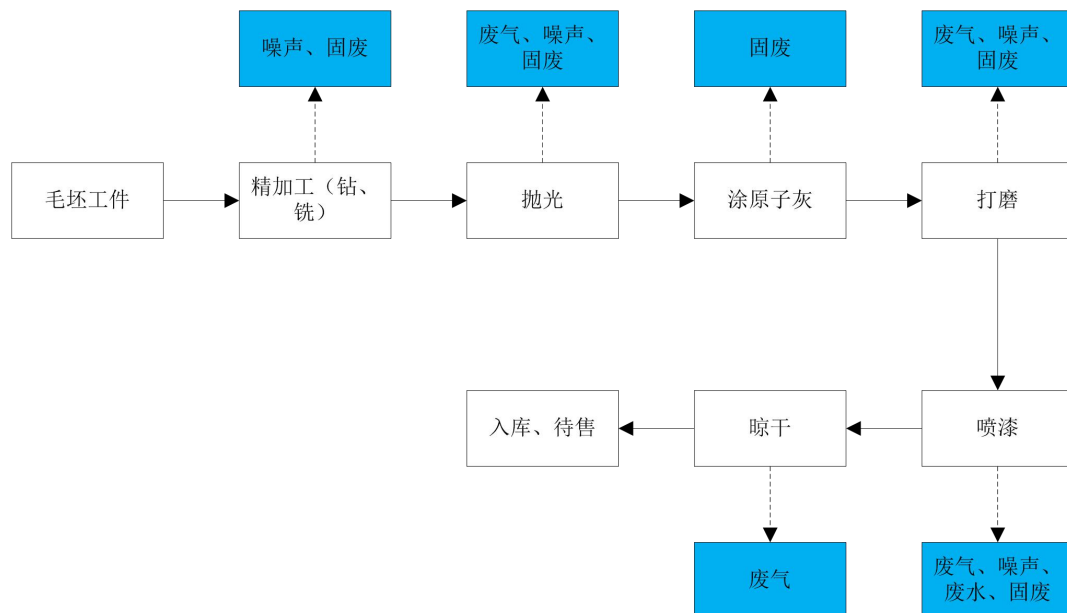 噪声、固废
废气、噪声、
固废
固废
废气、噪声、
固废
毛坯工件
精加工（钻、
铣）
抛光
涂原子灰
打磨
入库、待售
晾干
喷漆
废气
废气、噪声、
废水、固废